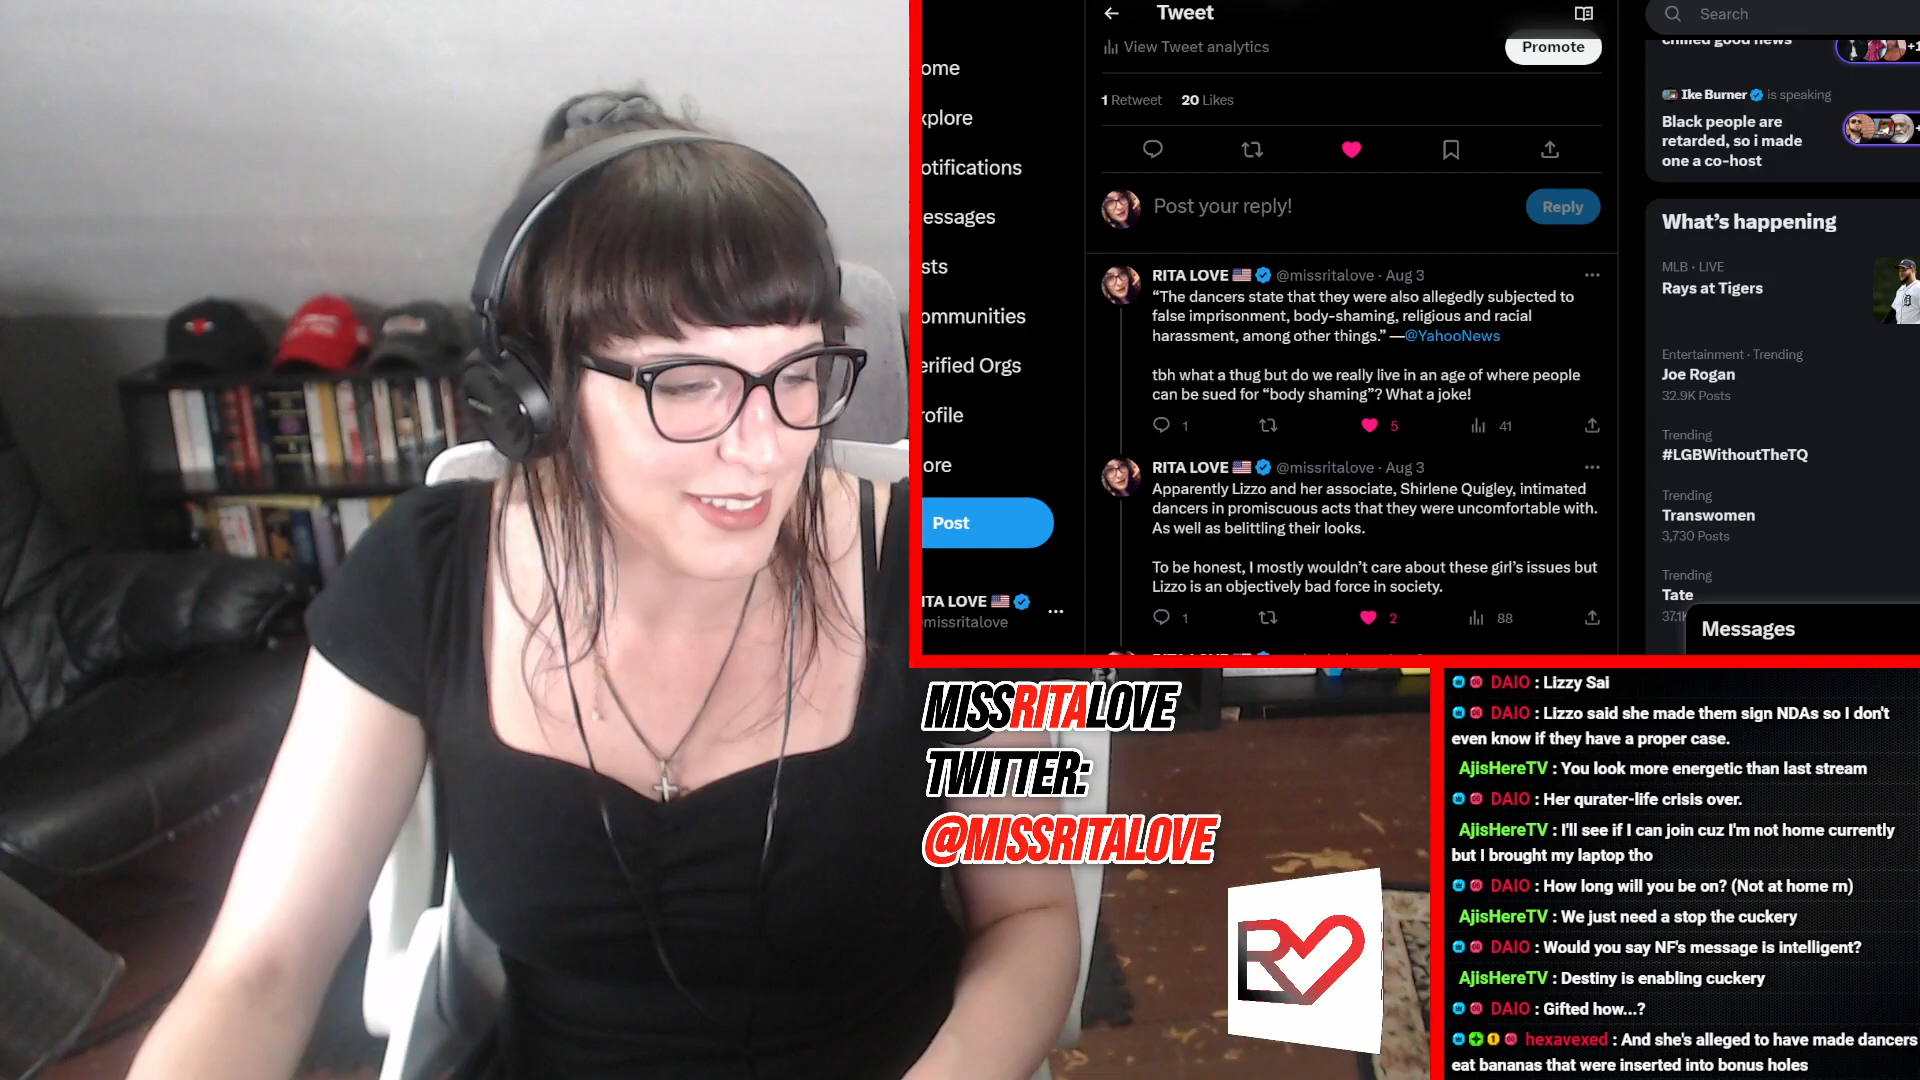 Tweet
View Tweet analytics
Promote
1 Retweet 20 Likes
Post your reply!
Reply
RITA LOVE @missritalove · Aug 3
“The dancers state that they were also allegedly subjected to
false imprisonment, body-shaming, religious and racial
harassment, among other things.” —@YahooNews
tbh what a thug but do we really live in an age of where people
can be sued for “body shaming”? What a joke!
1 5 41
RITA LOVE @missritalove · Aug 3
Apparently Lizzo and her associate, Shirlene Quigley, intimated
dancers in promiscuous acts that they were uncomfortable with.
As well as belittling their looks.
To be honest, I mostly wouldn’t care about these girl’s issues but
Lizzo is an objectively bad force in society.
1 2 88
ome
xplore
otifications
essages
sts
ommunities
erified Orgs
rofile
ore
Post
ITA LOVE
missritalove
Search
chilled good news
Ike Burner is speaking
Black people are
retarded, so i made
one a co-host
What’s happening
MLB · LIVE
Rays at Tigers
Entertainment · Trending
Joe Rogan
32.9K Posts
Trending
#LGBWithoutTheTQ
Trending
Transwomen
3,730 Posts
Trending
Tate
Messages
MISSRITALOVE
TWITTER:
@MISSRITALOVE
DAIO : Lizzy Sai
DAIO : Lizzo said she made them sign NDAs so I don't
even know if they have a proper case.
AjisHereTV : You look more energetic than last stream
DAIO : Her qurater-life crisis over.
AjisHereTV : I'll see if I can join cuz I'm not home currently
but I brought my laptop tho
DAIO : How long will you be on? (Not at home rn)
AjisHereTV : We just need a stop the cuckery
DAIO : Would you say NF's message is intelligent?
AjisHereTV : Destiny is enabling cuckery
DAIO : Gifted how...?
hexavexed : And she's alleged to have made dancers
eat bananas that were inserted into bonus holes